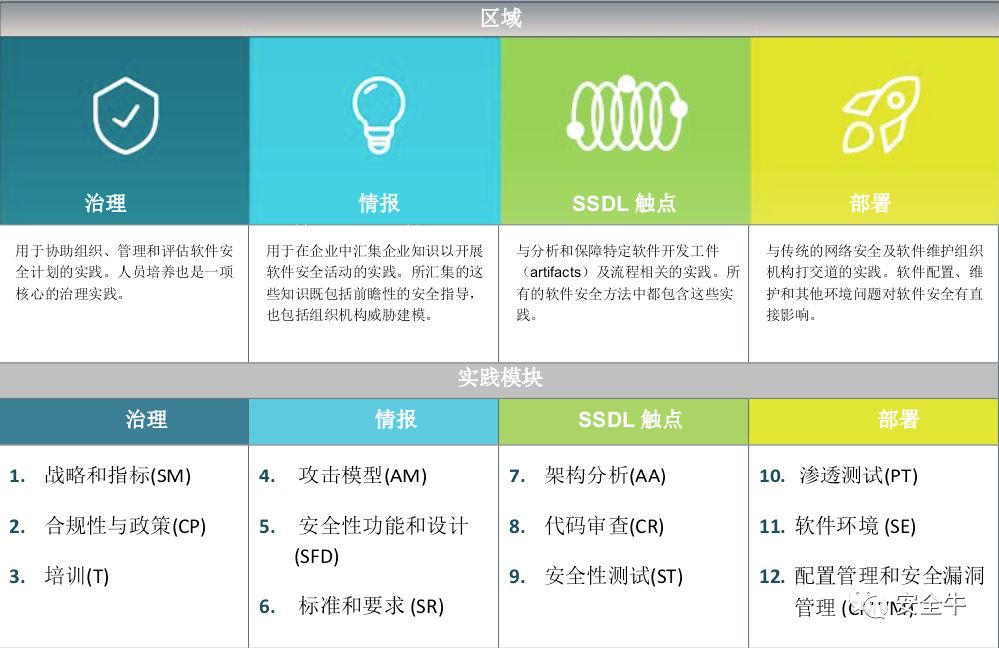 区域
治理
情报
SSDL 触点
部署
用于协助组织、管理和评估软件安
全计划的实践。人员培养也是一项
核心的治理实践。
用于在企业中汇集企业知识以开展
软件安全活动的实践。所汇集的这
些知识既包括前瞻性的安全指导，
也包括组织机构威胁建模。
与分析和保障特定软件开发工件
（artifacts）及流程相关的实践。所
有的软件安全方法中都包含这些实
践。
与传统的网络安全及软件维护组织
机构打交道的实践。软件配置、维
护和其他环境问题对软件安全有直
接影响。
实践模块
治理
情报
SSDL 触点
部署
1. 战略和指标(SM)
2. 合规性与政策(CP)
3. 培训(T)
4. 攻击模型(AM)
5. 安全性功能和设计
(SFD)
6. 标准和要求 (SR)
7. 架构分析(AA)
8. 代码审查(CR)
9. 安全性测试(ST)
10. 渗透测试(PT)
11. 软件环境 (SE)
12. 配置管理和安全漏洞
管理
安全牛